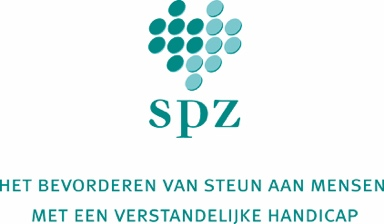 spz
HET BEVORDEREN VAN STEUN AAN MENSEN
MET EEN VERSTANDELIJKE HANDICAP